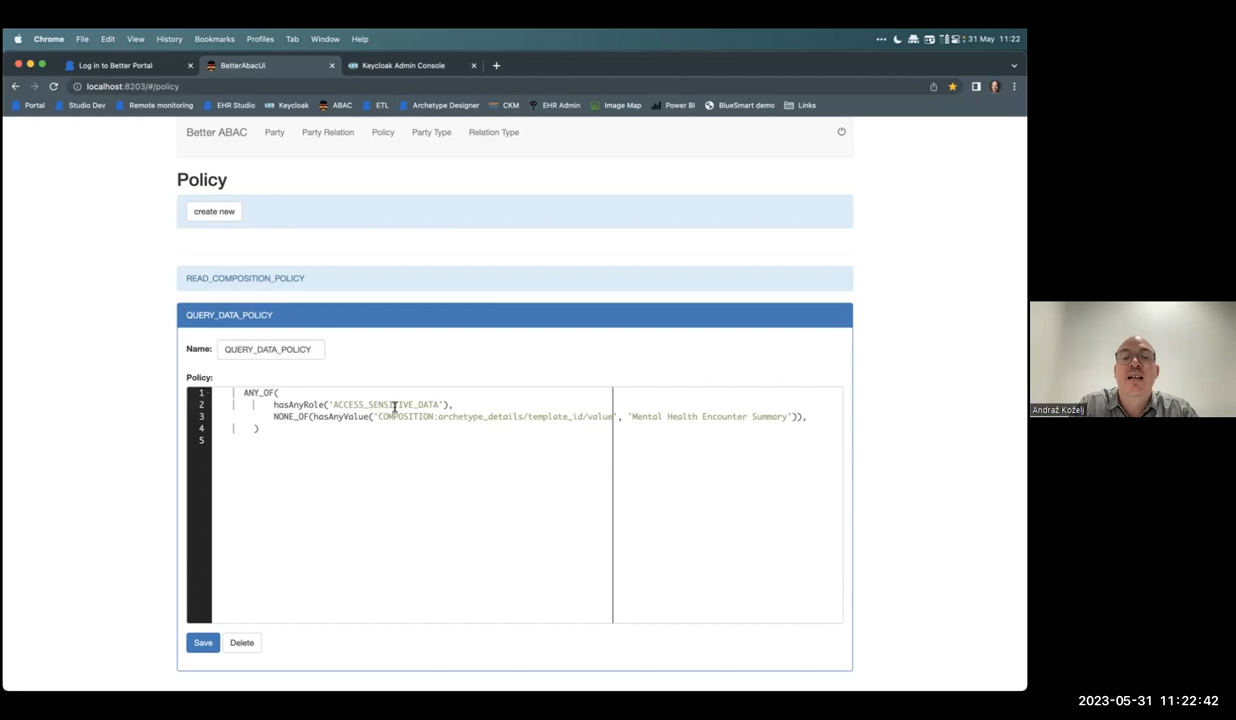 Chrome File Edit View History Bookmarks Profiles Tab Window Help
31 May 11:22
Log in to Better Portal
BetterAbacUi
Keycloak Admin Console
localhost:8203/#/policy
Portal Studio Dev Remote monitoring EHR Studio Keycloak ABAC ETL Archetype Designer CKM EHR Admin Image Map Power BI BlueSmart demo Links
Better ABAC Party Party Relation Policy Party Type Relation Type
Policy
create new
READ_COMPOSITION_POLICY
QUERY_DATA_POLICY
Name: QUERY_DATA_POLICY
Policy:
1 ANY_OF(
2 hasAnyRole('ACCESS_SENSITIVE_DATA'),
3 NONE_OF(hasAnyValue('COMPOSITION:archetype_details/template_id/value', 'Mental Health Encounter Summary')),
4 )
5
Save Delete
Andraž Koželj
2023-05-31 11:22:42